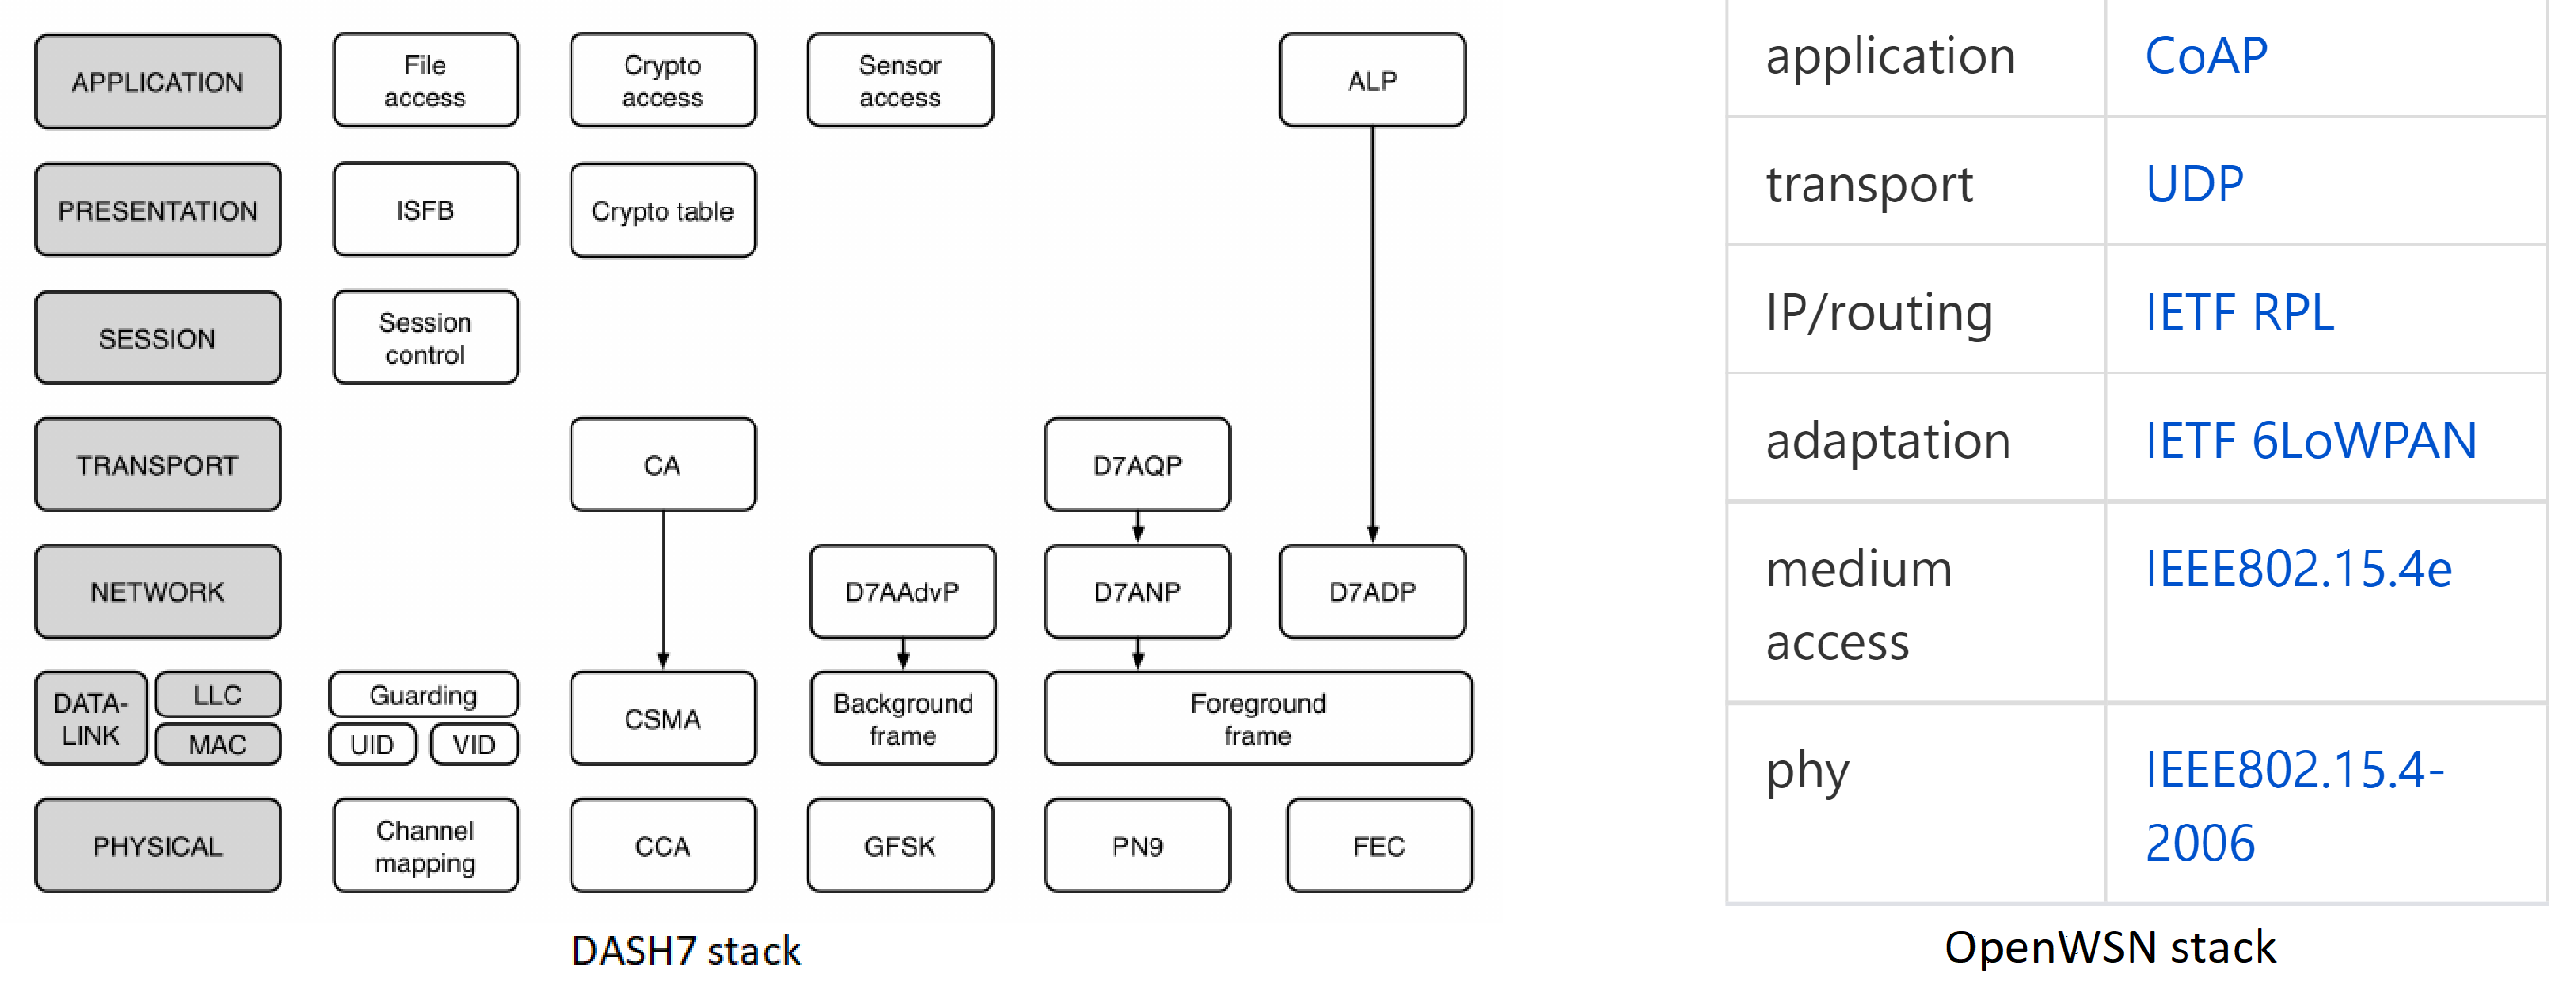 APPLICATION
File
access
Crypto
access
Sensor
access
ALP
PRESENTATION
ISFB
Crypto table
SESSION
Session
control
TRANSPORT
CA
D7AQP
NETWORK
D7AAdvP
D7ANP
D7ADP
DATA-
LINK
LLC
MAC
Guarding
UID
VID
CSMA
Background
frame
Foreground
frame
PHYSICAL
Channel
mapping
CCA
GFSK
PN9
FEC
DASH7 stack
application
CoAP
transport
UDP
IP/routing
IETF RPL
adaptation
IETF 6LoWPAN
medium
access
IEEE802.15.4e
phy
IEEE802.15.4-
2006
OpenWSN stack